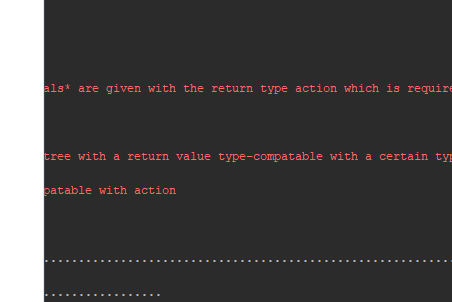 als* are given with the return type action which is require
tree with a return value type-compatable with a certain typ
patable with action
..........................................................
.................